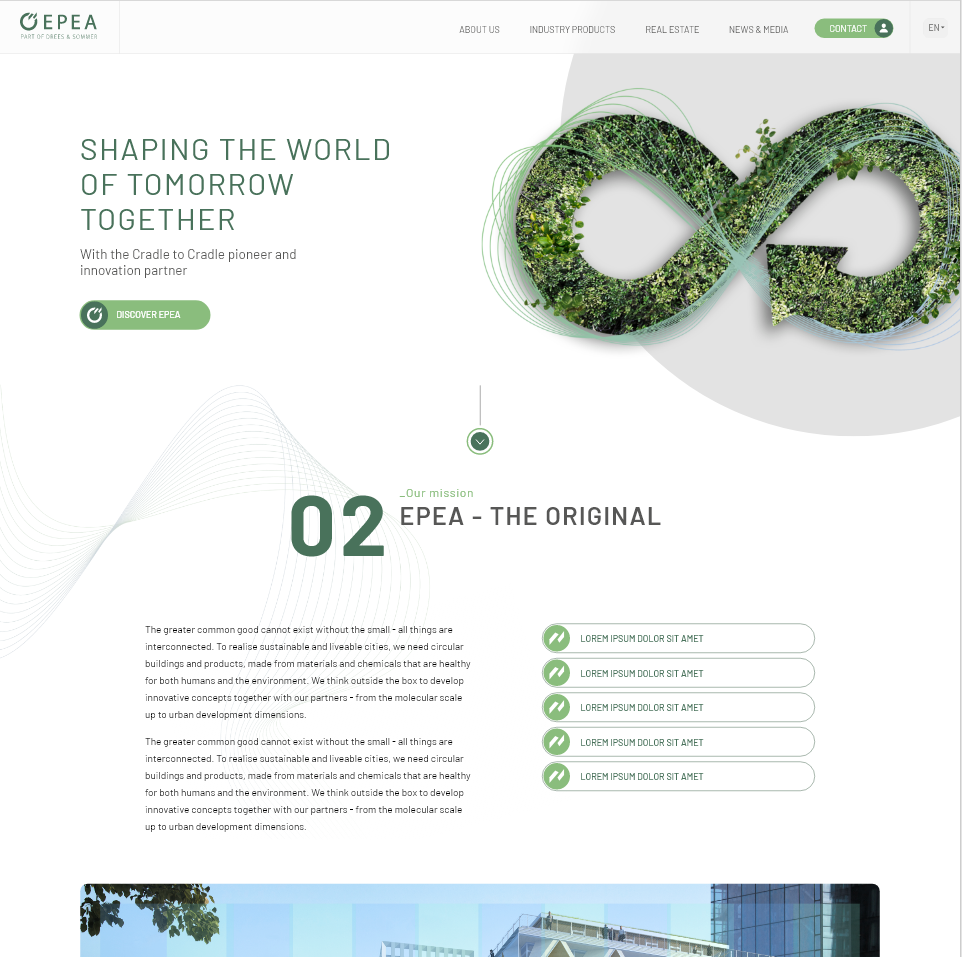 EPEA
PART OF DREES & SOMMER
ABOUT US
INDUSTRY PRODUCTS
REAL ESTATE
NEWS & MEDIA
CONTACT
EN
SHAPING THE WORLD
OF TOMORROW
TOGETHER
With the Cradle to Cradle pioneer and
innovation partner
DISCOVER EPEA
02
_Our mission
EPEA - THE ORIGINAL
The greater common good cannot exist without the small - all things are
interconnected. To realise sustainable and liveable cities, we need circular
buildings and products, made from materials and chemicals that are healthy
for both humans and the environment. We think outside the box to develop
innovative concepts together with our partners - from the molecular scale
up to urban development dimensions.
The greater common good cannot exist without the small - all things are
interconnected. To realise sustainable and liveable cities, we need circular
buildings and products, made from materials and chemicals that are healthy
for both humans and the environment. We think outside the box to develop
innovative concepts together with our partners - from the molecular scale
up to urban development dimensions.
LOREM IPSUM DOLOR SIT AMET
LOREM IPSUM DOLOR SIT AMET
LOREM IPSUM DOLOR SIT AMET
LOREM IPSUM DOLOR SIT AMET
LOREM IPSUM DOLOR SIT AMET